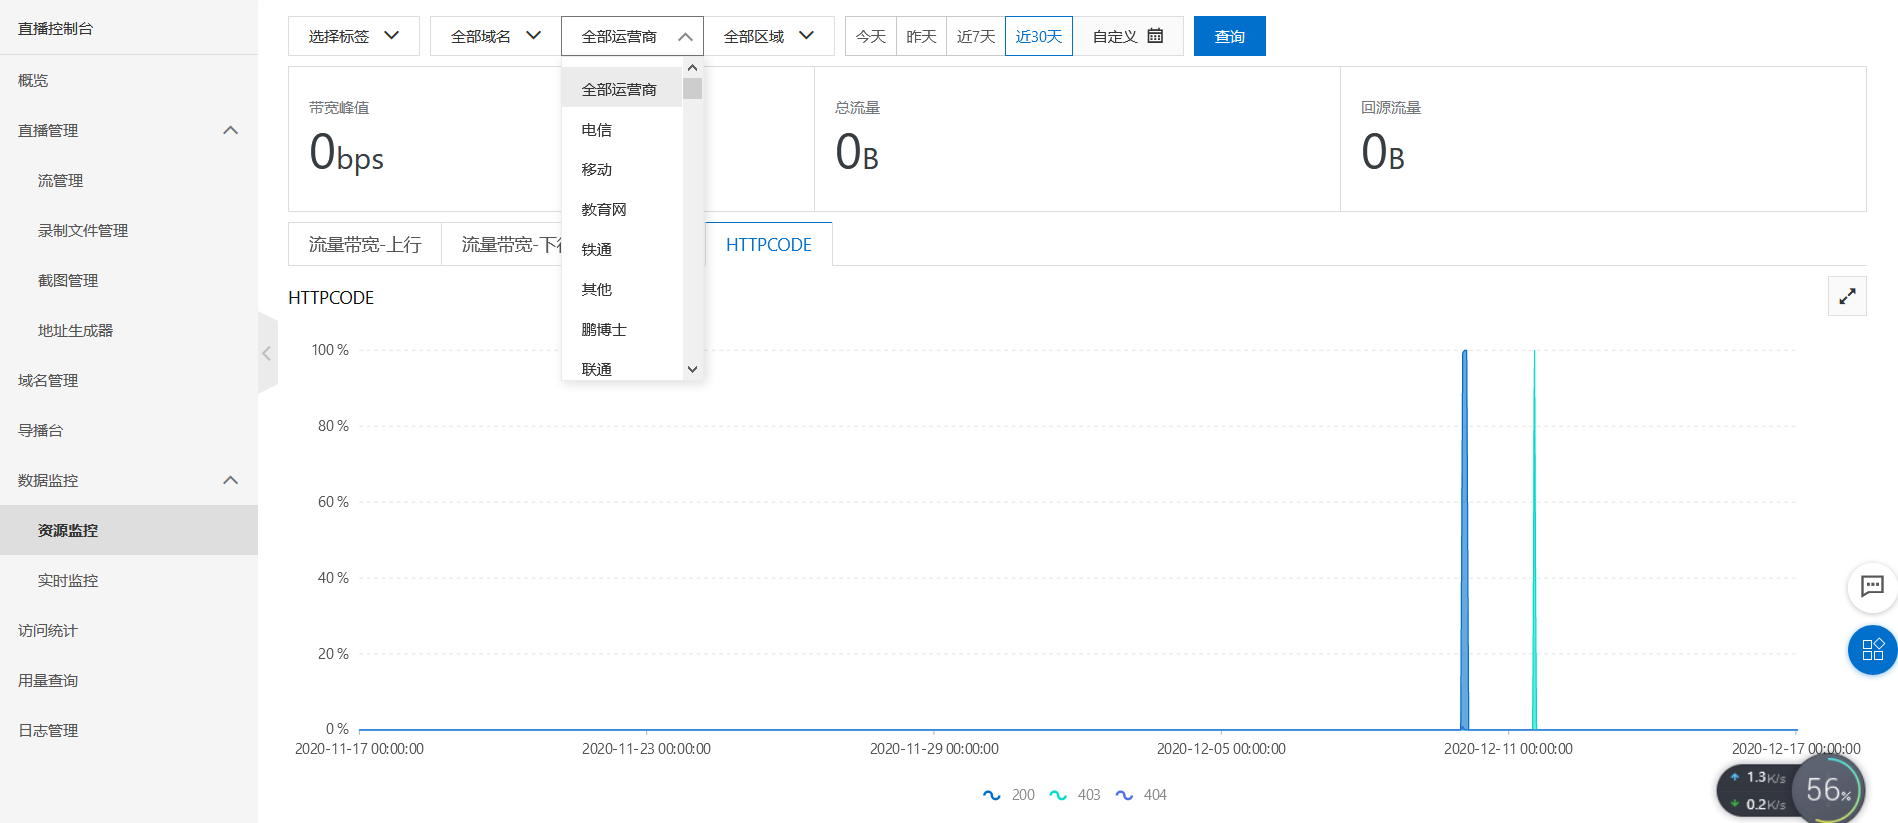 直播控制台
概览
直播管理
流管理
录制文件管理
截图管理
地址生成器
域名管理
导播台
数据监控
资源监控
实时监控
访问统计
用量查询
日志管理
选择标签
全部域名
全部运营商
全部区域
今天
昨天
近7天
近30天
自定义
查询
全部运营商
电信
移动
教育网
铁通
其他
鹏博士
联通
带宽峰值
0bps
总流量
0B
回源流量
0B
流量带宽-上行
流量带宽-下
HTTPCODE
HTTPCODE
100 %
80 %
60 %
40 %
20 %
0 %
2020-11-17 00:00:00
2020-11-23 00:00:00
2020-11-29 00:00:00
2020-12-05 00:00:00
2020-12-11 00:00:00
2020-12-17 00:00:00
200
403
404
1.3K/s
0.2K/s
56%